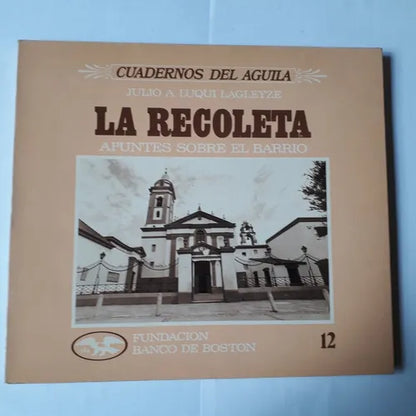 CUADERNOS DEL AGUILA
JULIO A. LUQUI LAGLEYZE
LA RECOLETA
APUNTES SOBRE EL BARRIO
FUNDACION
BANCO DE BOSTON
12